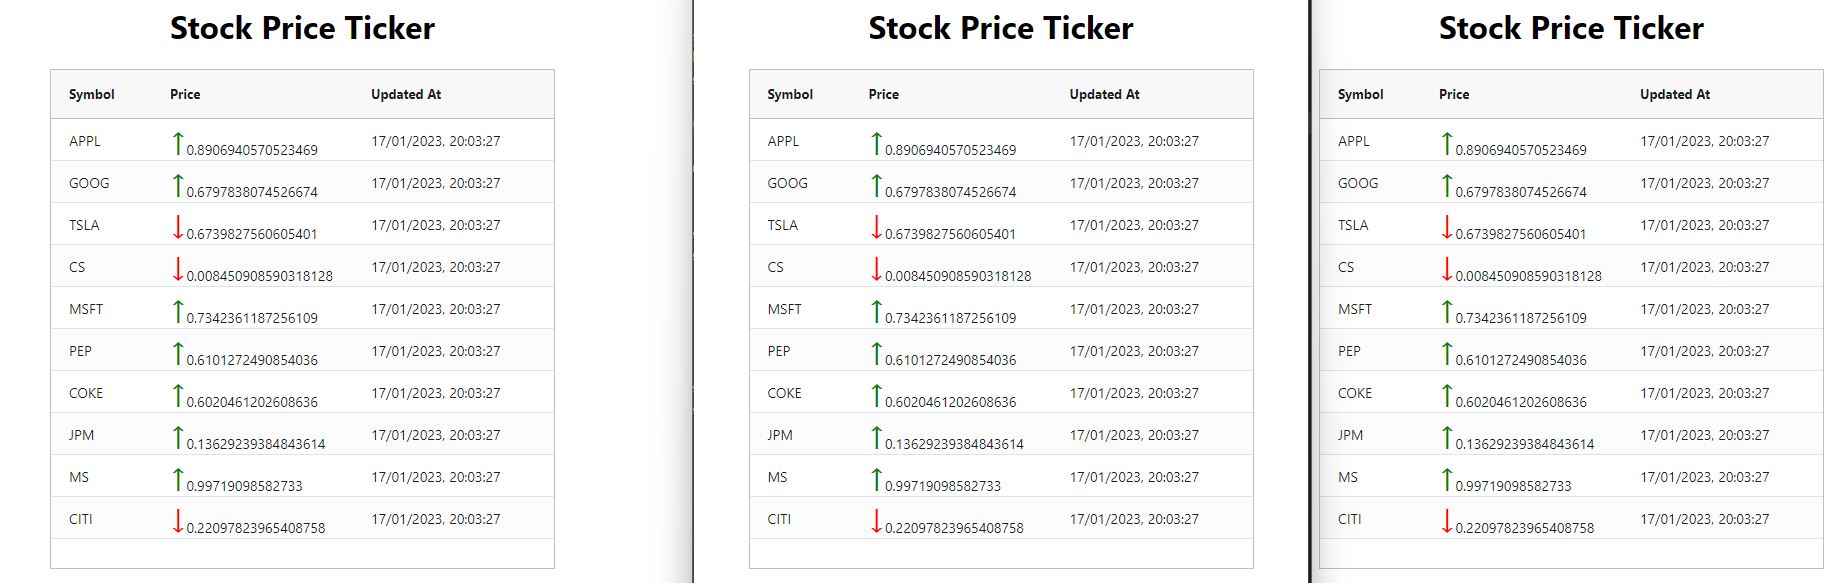 Stock Price Ticker
Symbol Price Updated At
APPL ↑ 0.8906940570523469 17/01/2023, 20:03:27
GOOG ↑ 0.6797838074526674 17/01/2023, 20:03:27
TSLA ↓ 0.6739827560605401 17/01/2023, 20:03:27
CS ↓ 0.008450908590318128 17/01/2023, 20:03:27
MSFT ↑ 0.7342361187256109 17/01/2023, 20:03:27
PEP ↑ 0.6101272490854036 17/01/2023, 20:03:27
COKE ↑ 0.6020461202608636 17/01/2023, 20:03:27
JPM ↑ 0.13629239384843614 17/01/2023, 20:03:27
MS ↑ 0.99719098582733 17/01/2023, 20:03:27
CITI ↓ 0.22097823965408758 17/01/2023, 20:03:27
Stock Price Ticker
Symbol Price Updated At
APPL ↑ 0.8906940570523469 17/01/2023, 20:03:27
GOOG ↑ 0.6797838074526674 17/01/2023, 20:03:27
TSLA ↓ 0.6739827560605401 17/01/2023, 20:03:27
CS ↓ 0.008450908590318128 17/01/2023, 20:03:27
MSFT ↑ 0.7342361187256109 17/01/2023, 20:03:27
PEP ↑ 0.6101272490854036 17/01/2023, 20:03:27
COKE ↑ 0.6020461202608636 17/01/2023, 20:03:27
JPM ↑ 0.13629239384843614 17/01/2023, 20:03:27
MS ↑ 0.99719098582733 17/01/2023, 20:03:27
CITI ↓ 0.22097823965408758 17/01/2023, 20:03:27
Stock Price Ticker
Symbol Price Updated At
APPL ↑ 0.8906940570523469 17/01/2023, 20:03:27
GOOG ↑ 0.6797838074526674 17/01/2023, 20:03:27
TSLA ↓ 0.6739827560605401 17/01/2023, 20:03:27
CS ↓ 0.008450908590318128 17/01/2023, 20:03:27
MSFT ↑ 0.7342361187256109 17/01/2023, 20:03:27
PEP ↑ 0.6101272490854036 17/01/2023, 20:03:27
COKE ↑ 0.6020461202608636 17/01/2023, 20:03:27
JPM ↑ 0.13629239384843614 17/01/2023, 20:03:27
MS ↑ 0.99719098582733 17/01/2023, 20:03:27
CITI ↓ 0.22097823965408758 17/01/2023, 20:03:27